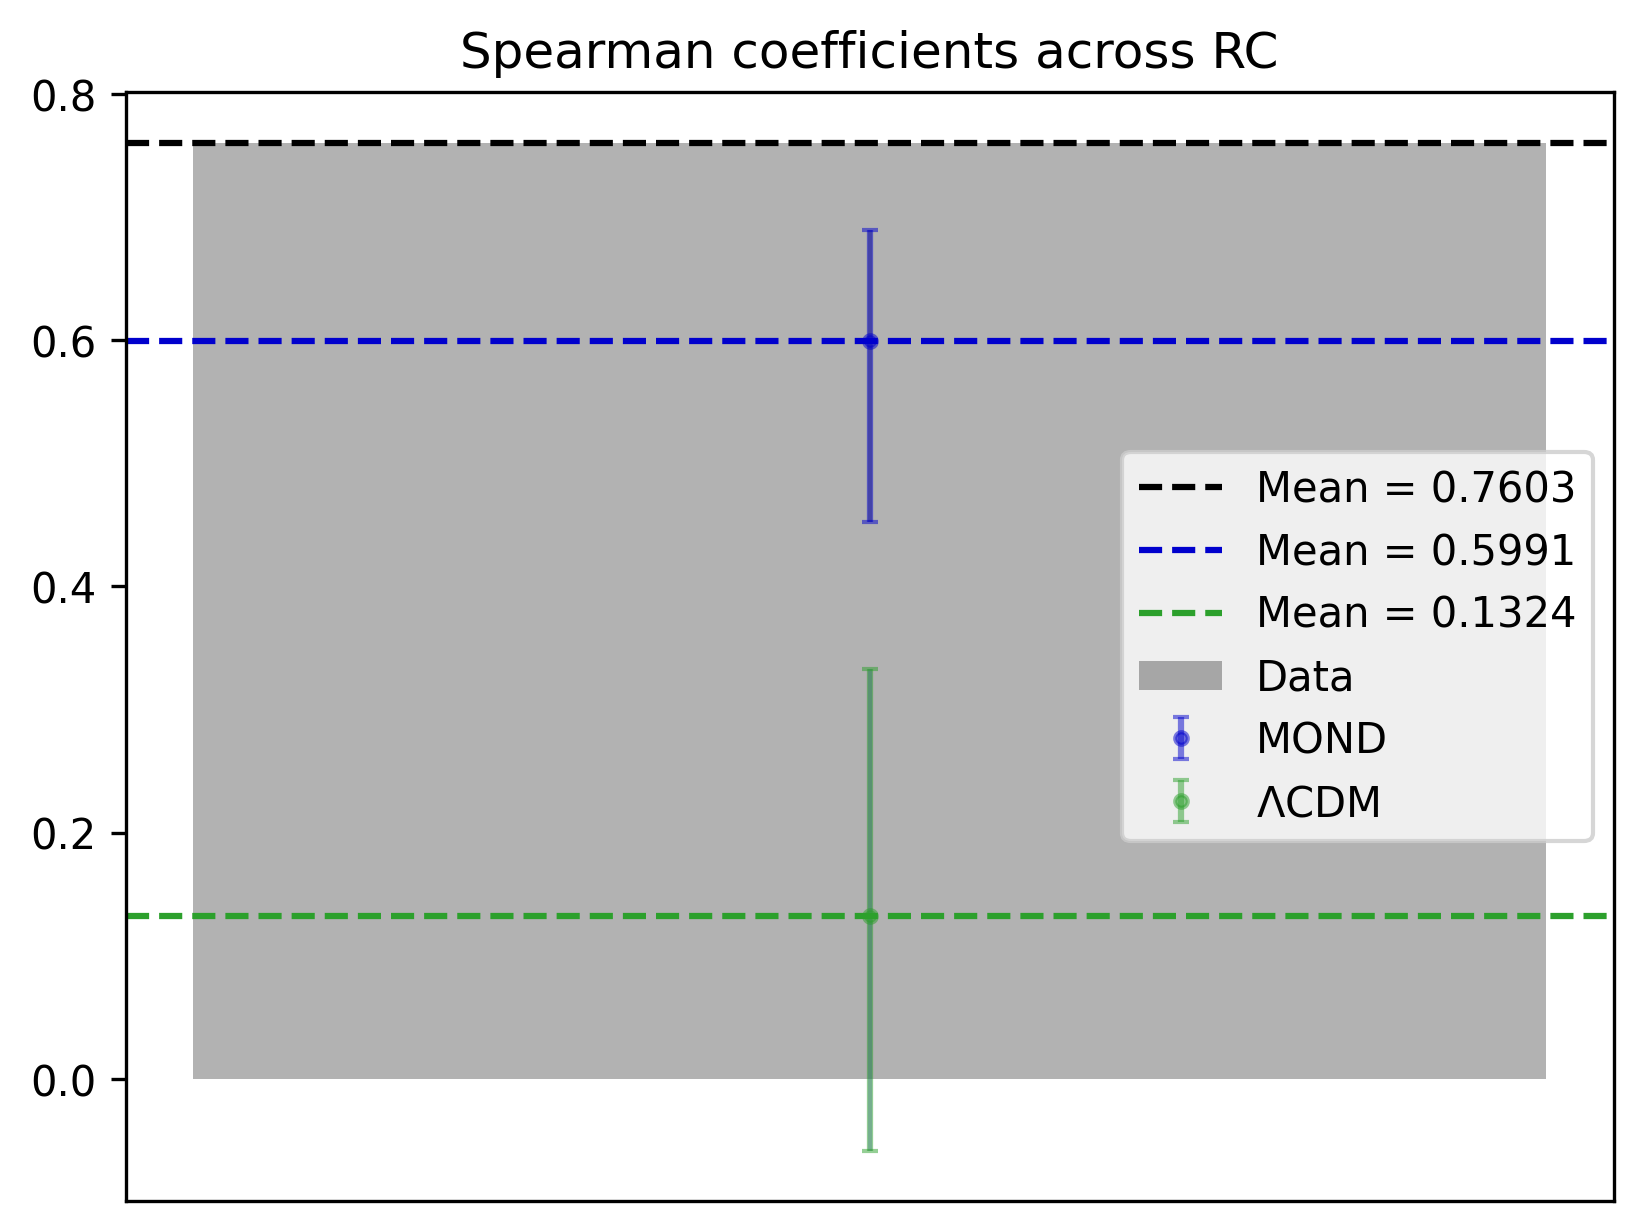 Spearman coefficients across RC
0.8
0.6
0.4
0.2
0.0
Mean = 0.7603
Mean = 0.5991
Mean = 0.1324
Data
MOND
ΛCDM